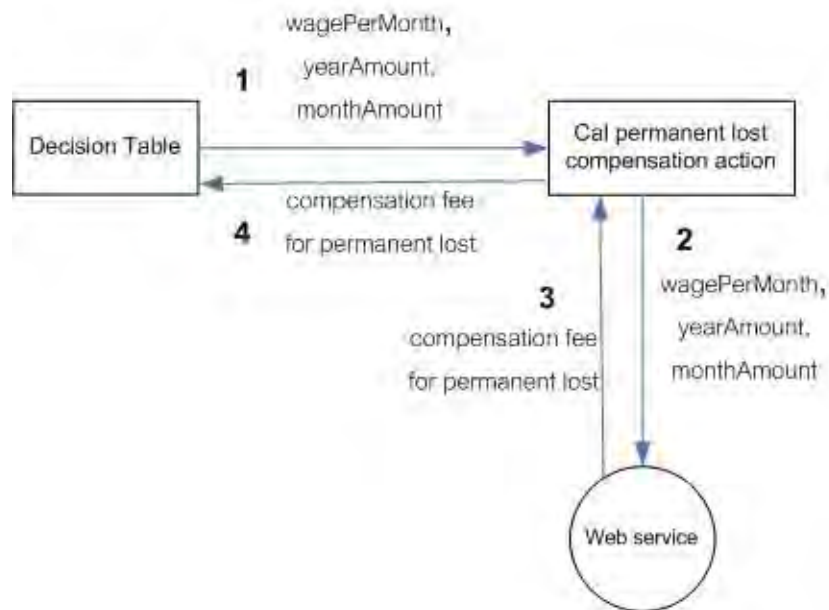 wagePerMonth,
1
yearAmount,
monthAmount
Decision Table
Cal permanent lost
compensation action
compensation fee
4
for permanent lost
2
wagePerMonth,
3
yearAmount,
compensation fee
monthAmount
for permanent lost
Web service